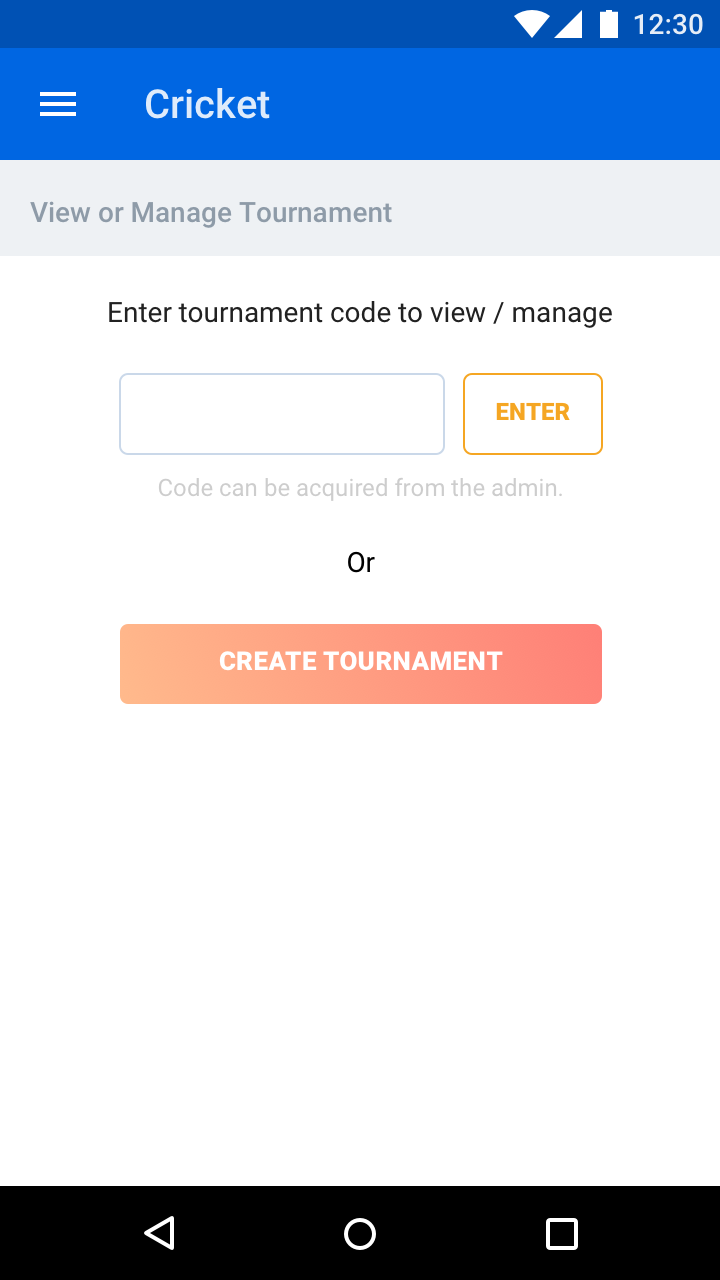 12:30
Cricket
View or Manage Tournament
Enter tournament code to view / manage
ENTER
Code can be acquired from the admin.
Or
CREATE TOURNAMENT